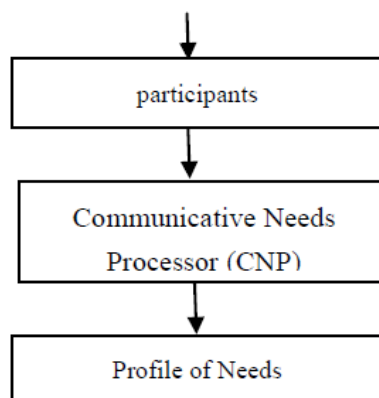 participants
Communicative Needs
Processor (CNP)
Profile of Needs